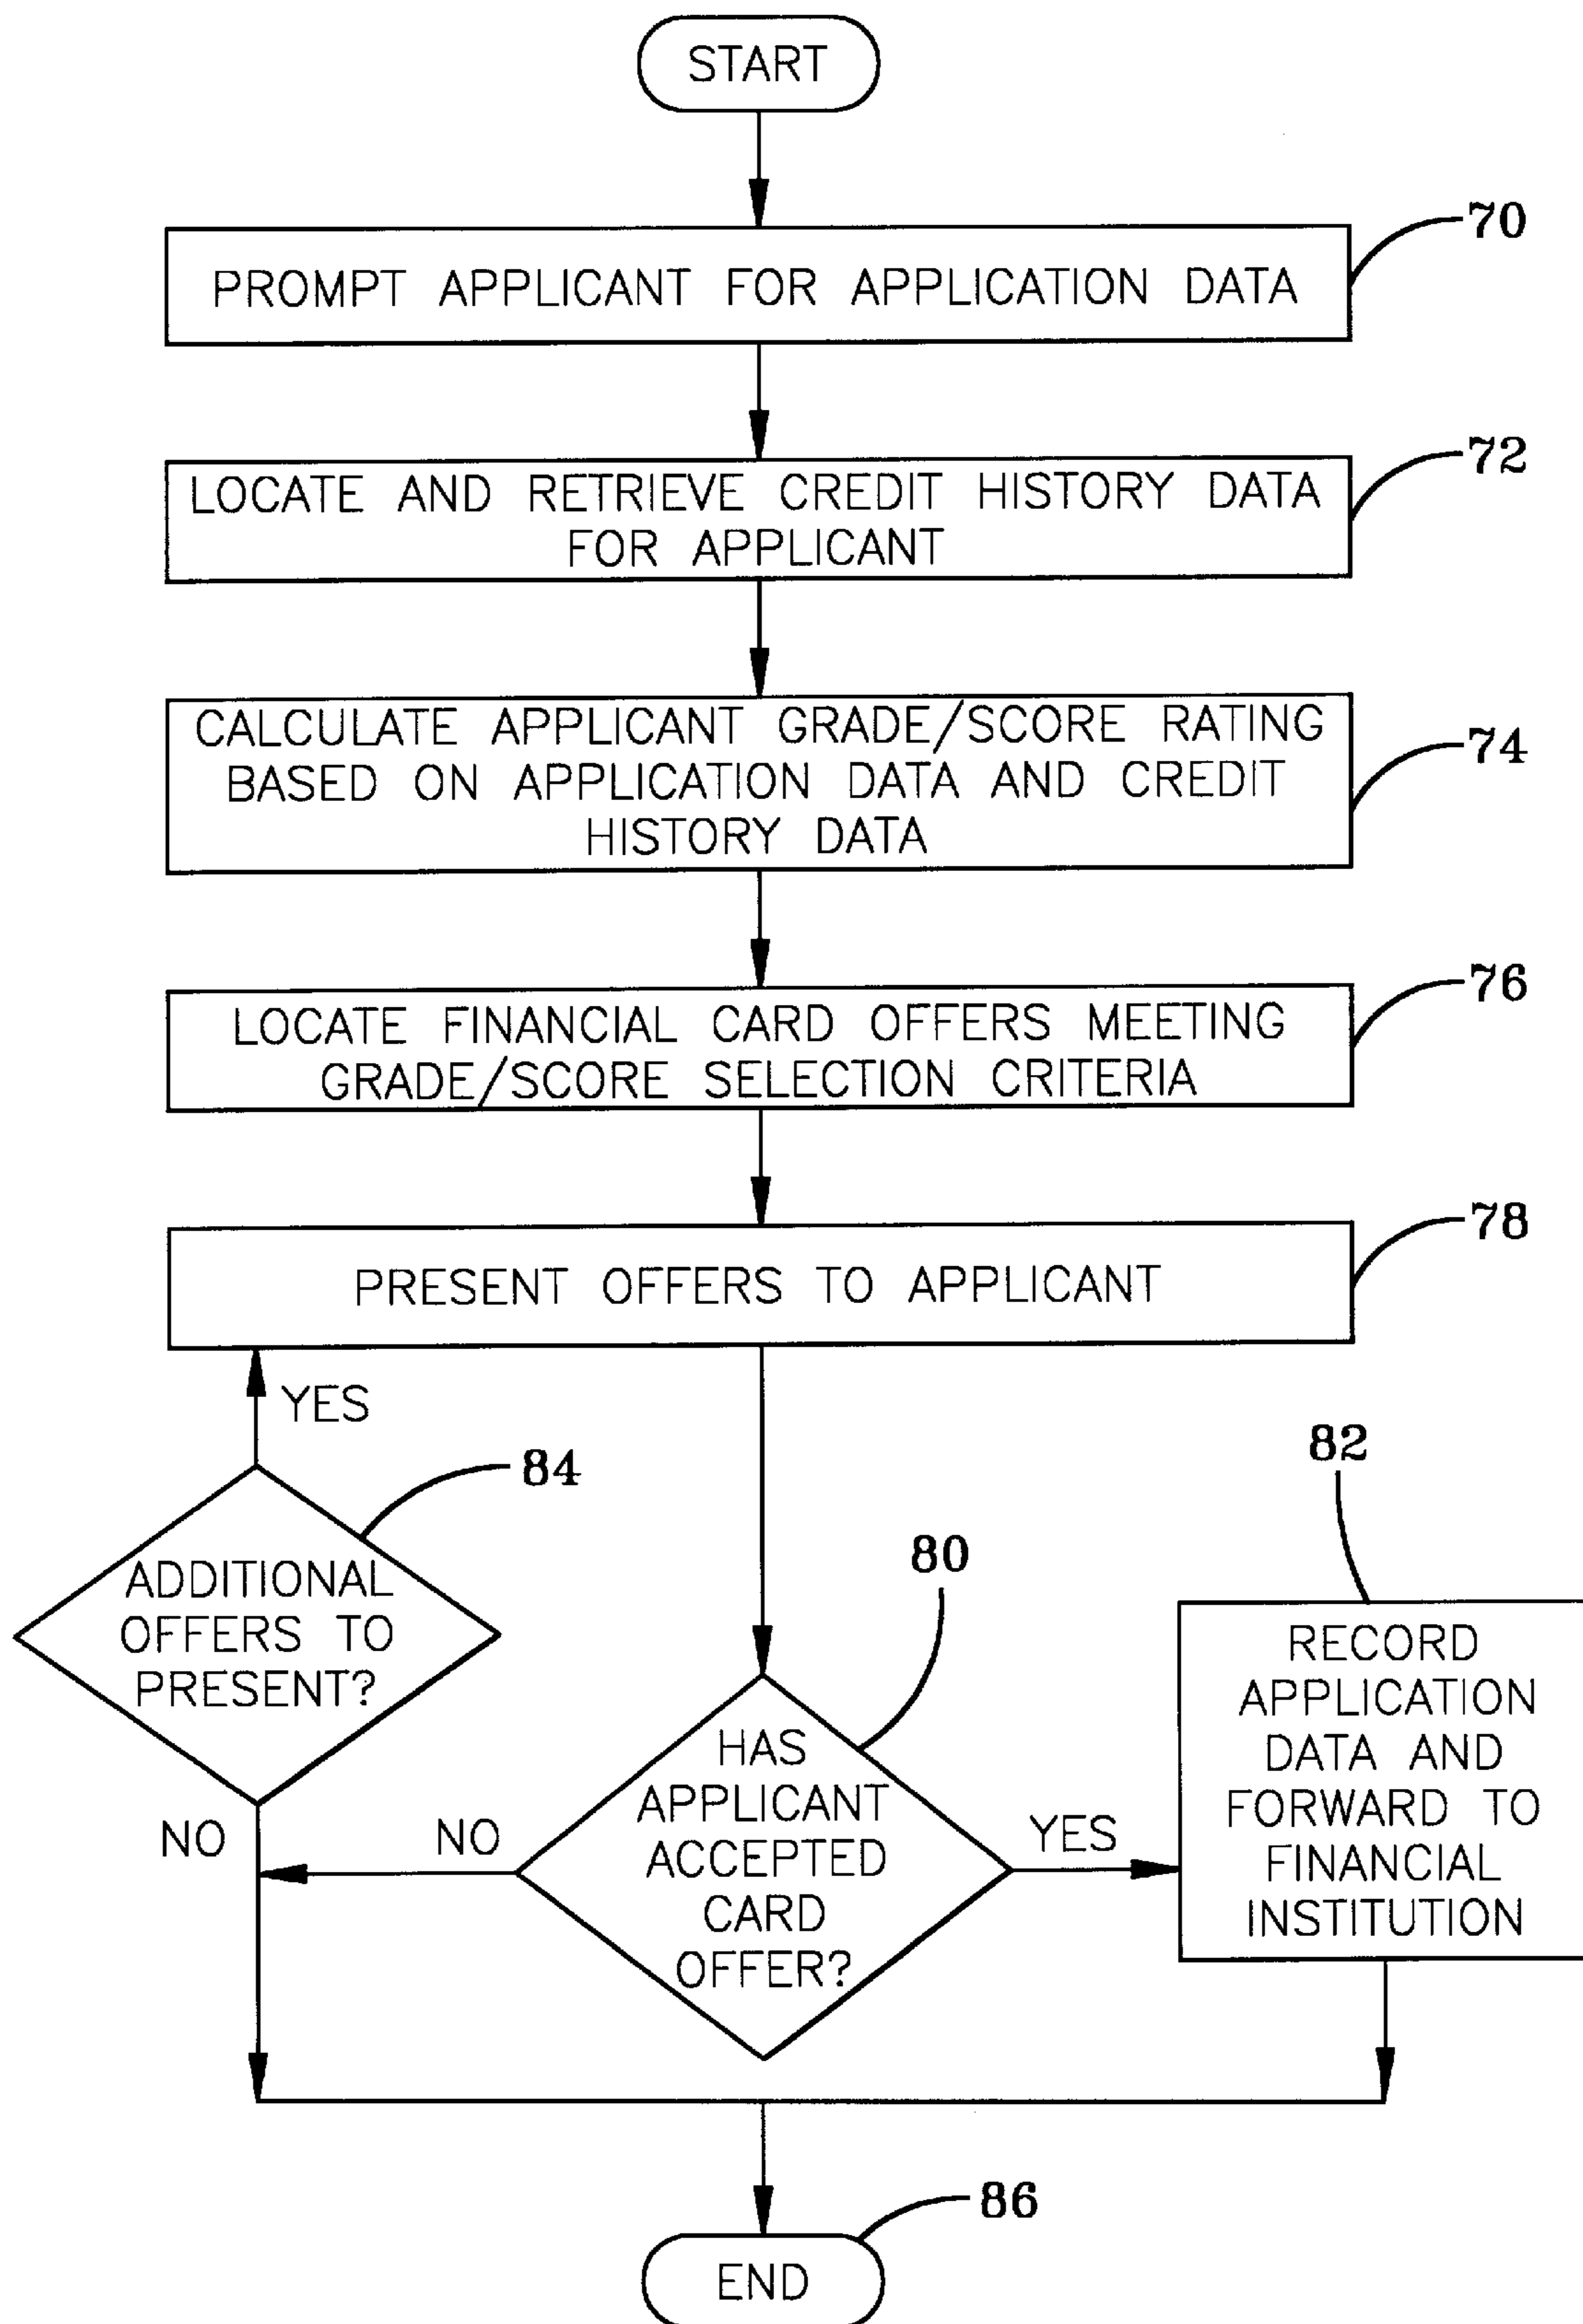 START
PROMPT APPLICANT FOR APPLICATION DATA
70
LOCATE AND RETRIEVE CREDIT HISTORY DATA
FOR APPLICANT
72
CALCULATE APPLICANT GRADE/SCORE RATING
BASED ON APPLICATION DATA AND CREDIT
HISTORY DATA
74
LOCATE FINANCIAL CARD OFFERS MEETING
GRADE/SCORE SELECTION CRITERIA
76
PRESENT OFFERS TO APPLICANT
78
YES
84
ADDITIONAL
OFFERS TO
PRESENT?
NO
80
HAS
APPLICANT
ACCEPTED
CARD
OFFER?
NO
YES
82
RECORD
APPLICATION
DATA AND
FORWARD TO
FINANCIAL
INSTITUTION
86
END